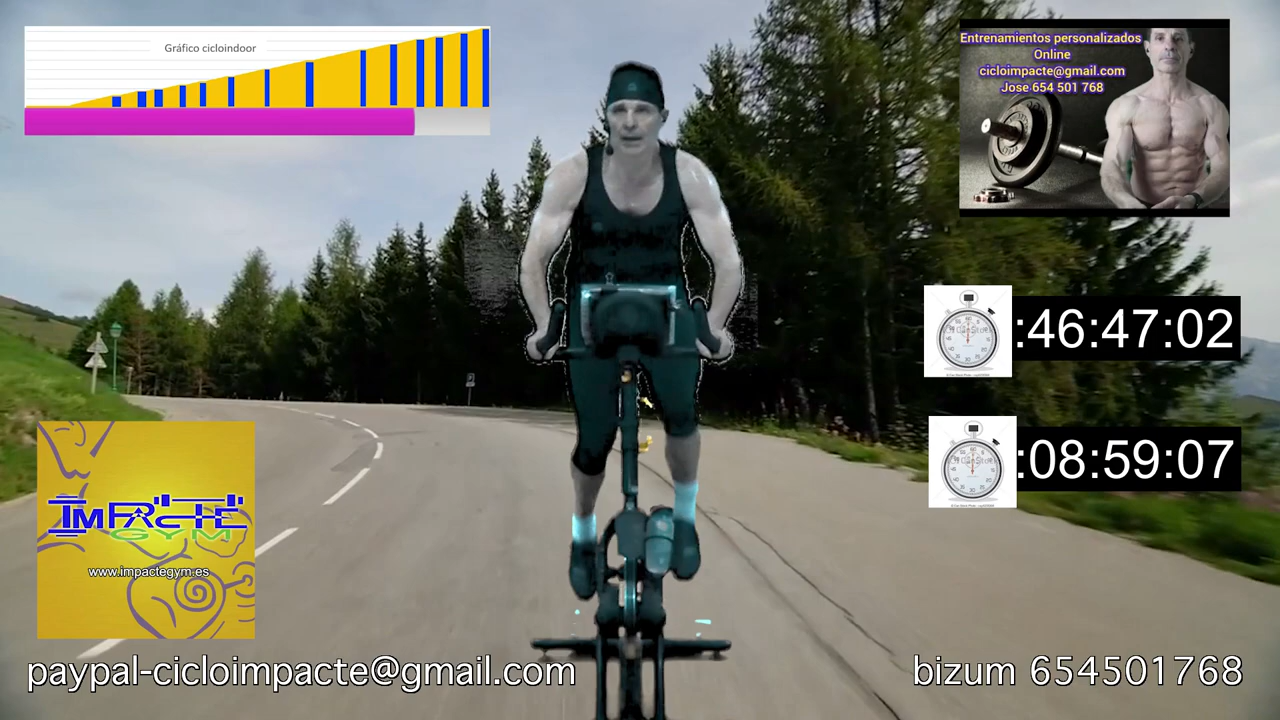 Gráfico cicloindoor
Entrenamientos personalizados
Online
cicloimpacte@gmail.com
Jose 654 501 768
:46:47:02
:08:59:07
IMPACTE
GYM
www.impactegym.es
paypal-cicloimpacte@gmail.com
bizum 654501768